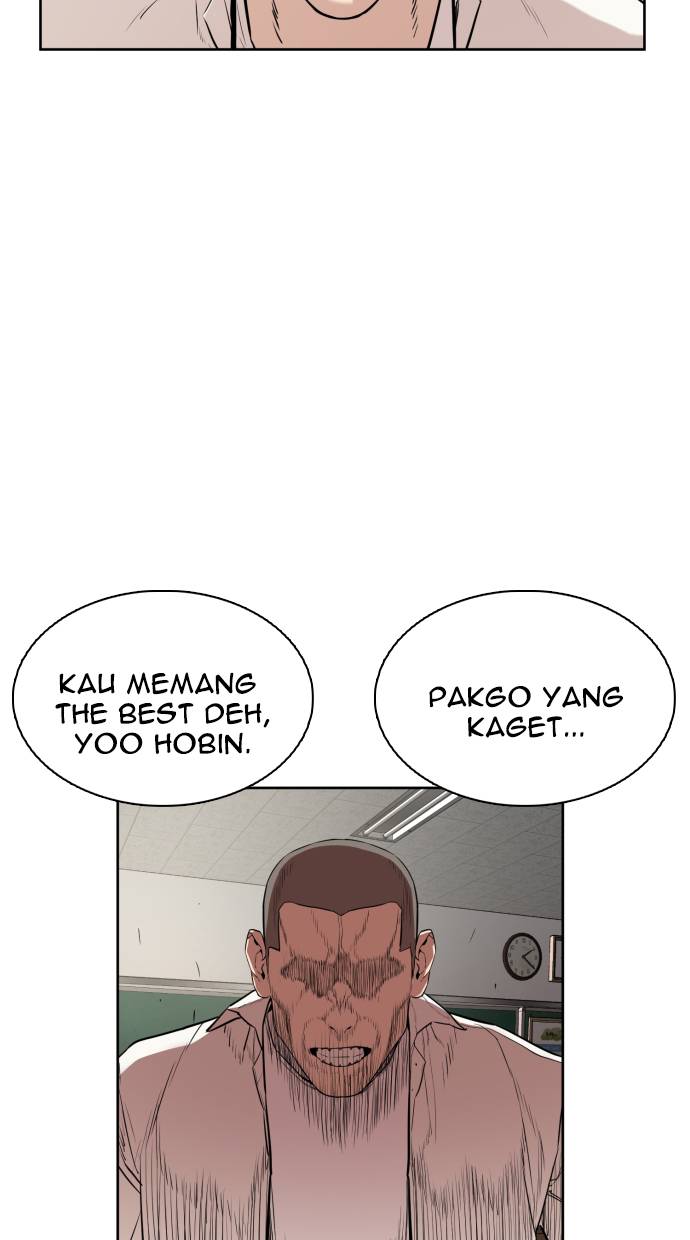 KAU MEMANG
THE BEST DEH,
YOO HOBIN.
PAKGO YANG
KAGET...